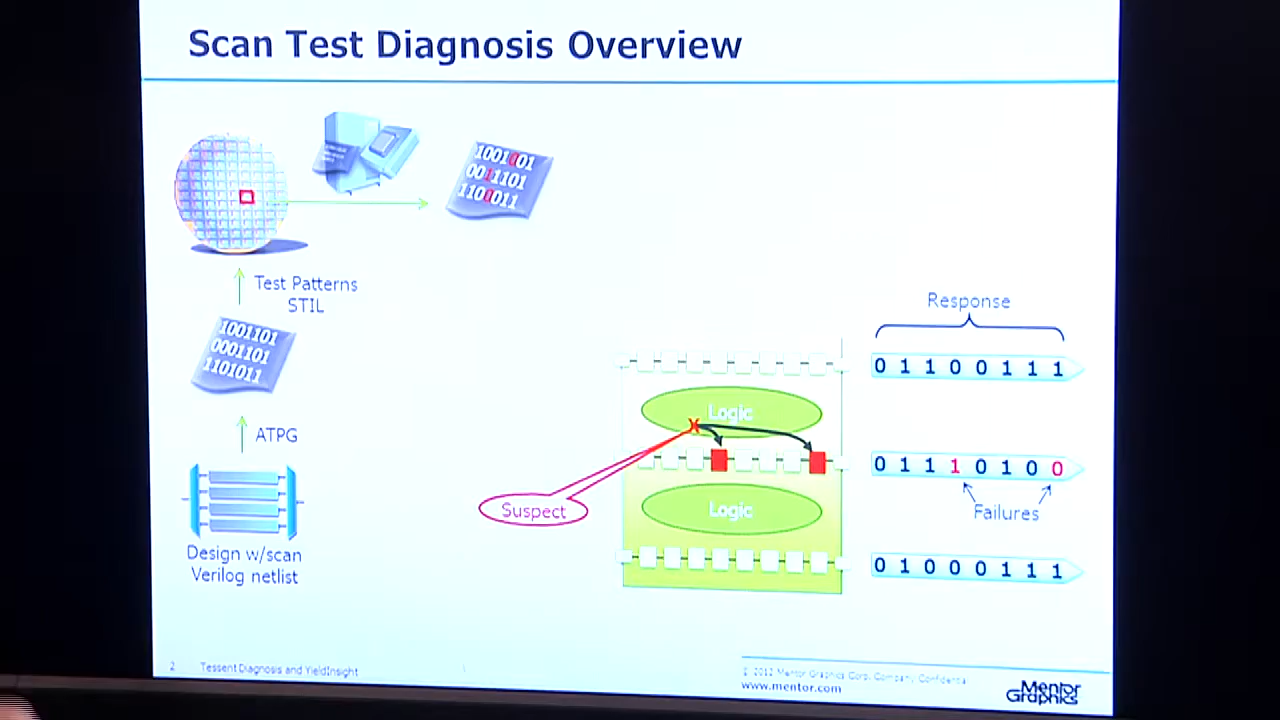 Scan Test Diagnosis Overview
1001001
0011101
1100011
Test Patterns
STIL
1001101
0001101
1101011
ATPG
Design w/scan
Verilog netlist
Logic
Suspect
Logic
Response
0 1 1 0 0 1 1 1
0 1 1 1 0 1 0 0
Failures
0 1 0 0 0 1 1 1
2
Tessent Diagnosis and YieldInsight
© 2012 Mentor Graphics Corp. Company Confidential
www.mentor.com
Mentor
Graphics